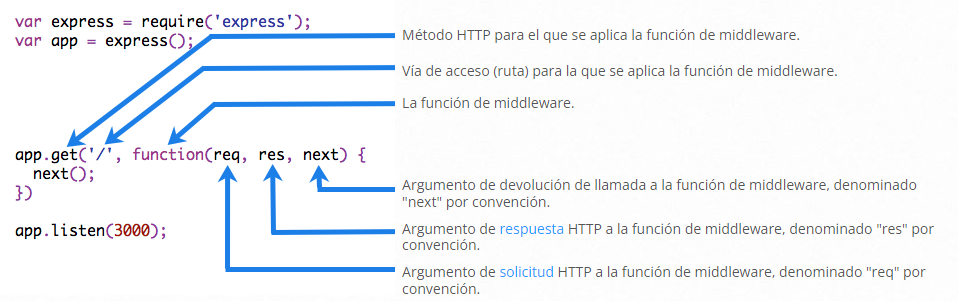 var express = require('express');
var app = express();
Método HTTP para el que se aplica la función de middleware.
Vía de acceso (ruta) para la que se aplica la función de middleware.
La función de middleware.
app.get('/', function(req, res, next) {
next();
})
app.listen(3000);
Argumento de devolución de llamada a la función de middleware, denominado
"next" por convención.
Argumento de respuesta HTTP a la función de middleware, denominado "res" por
convención.
Argumento de solicitud HTTP a la función de middleware, denominado "req" por
convención.